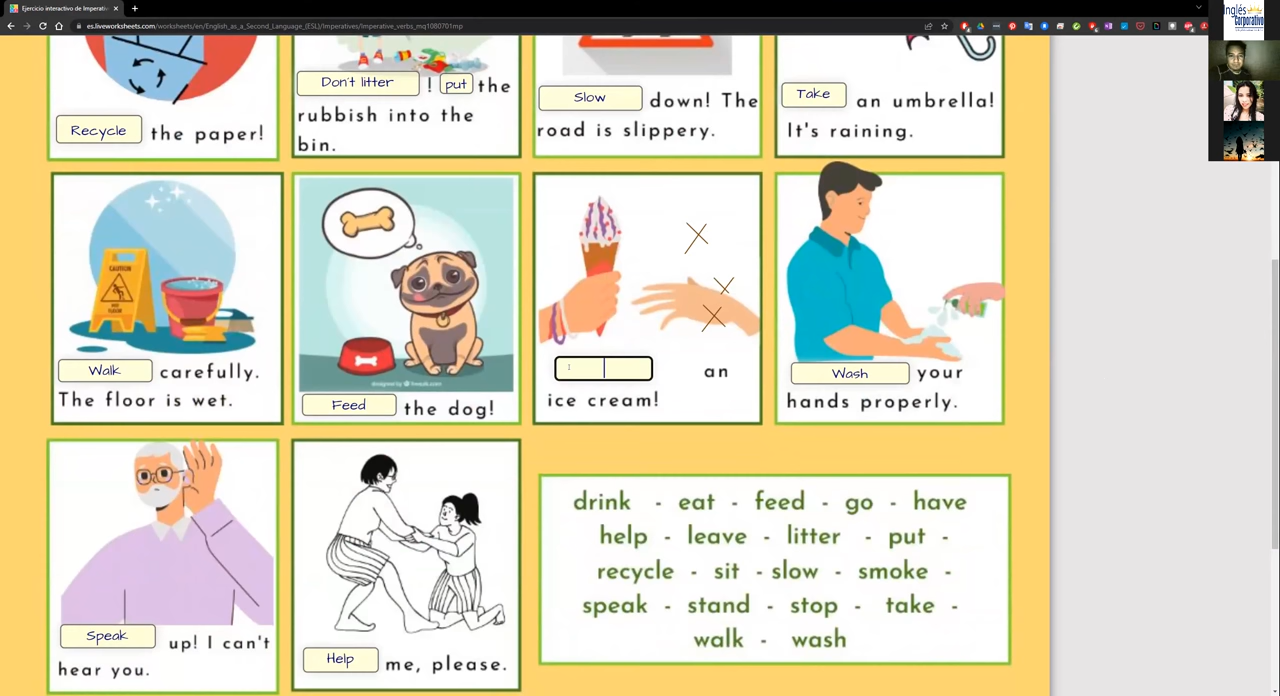 Ejercicio interactivo de Imperati
es.liveworksheets.com/worksheets/en/English_as_a_Second_Language_(ESL)/Imperatives/Imperative_verbs_mq1080701mp
Inglés
Corporativo
Recycle the paper!
Don't litter ! put the
rubbish into the
bin.
Slow down! The
road is slippery.
Take an umbrella!
It's raining.
CAUTION
Walk carefully.
The floor is wet.
Feed the dog!
an
ice cream!
Wash your
hands properly.
Speak up! I can't
hear you.
Help me, please.
drink - eat - feed - go - have
help - leave - litter - put -
recycle - sit - slow - smoke -
speak - stand - stop - take -
walk - wash